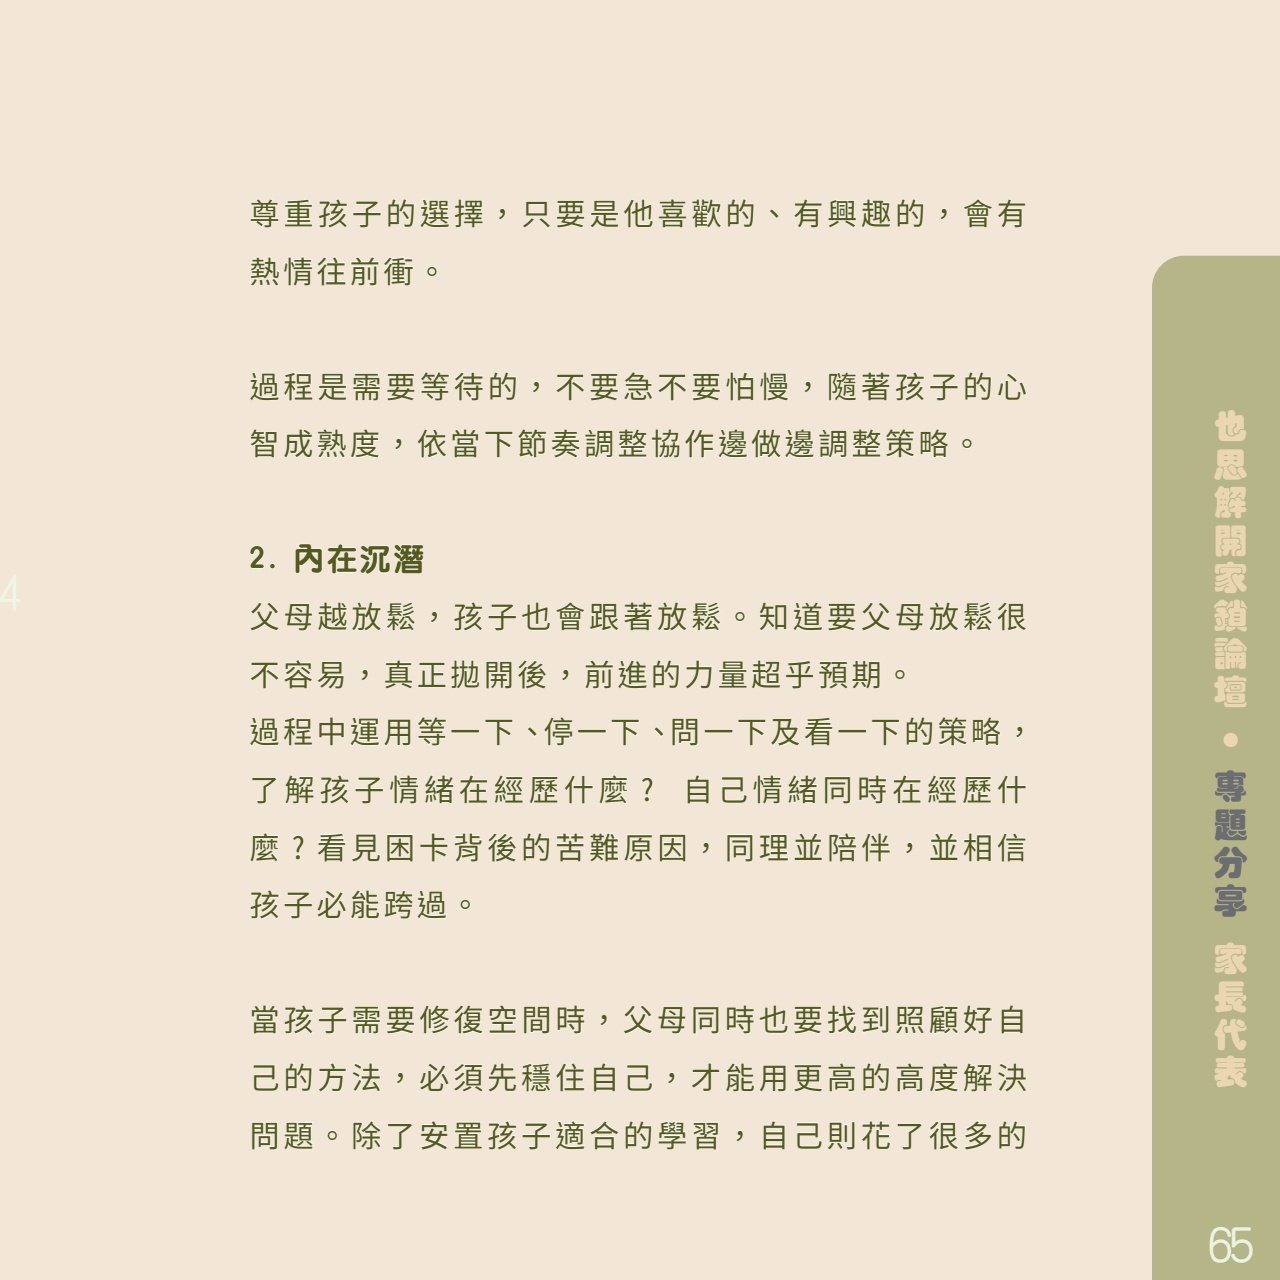 尊重孩子的選擇，只要是他喜歡的、有興趣的，會有
熱情往前衝。
過程是需要等待的，不要急不要怕慢，隨著孩子的心
智成熟度，依當下節奏調整協作邊做邊調整策略。
2. 內在沉潛
父母越放鬆，孩子也會跟著放鬆。知道要父母放鬆很
不容易，真正拋開後，前進的力量超乎預期。
過程中運用等一下、停一下、問一下及看一下的策略，
了解孩子情緒在經歷什麼？ 自己情緒同時在經歷什
麼？看見困卡背後的苦難原因，同理並陪伴，並相信
孩子必能跨過。
當孩子需要修復空間時，父母同時也要找到照顧好自
己的方法，必須先穩住自己，才能用更高的高度解決
問題。除了安置孩子適合的學習，自己則花了很多的
也思解開家鎖論壇・專題分享 家長代表
4
65